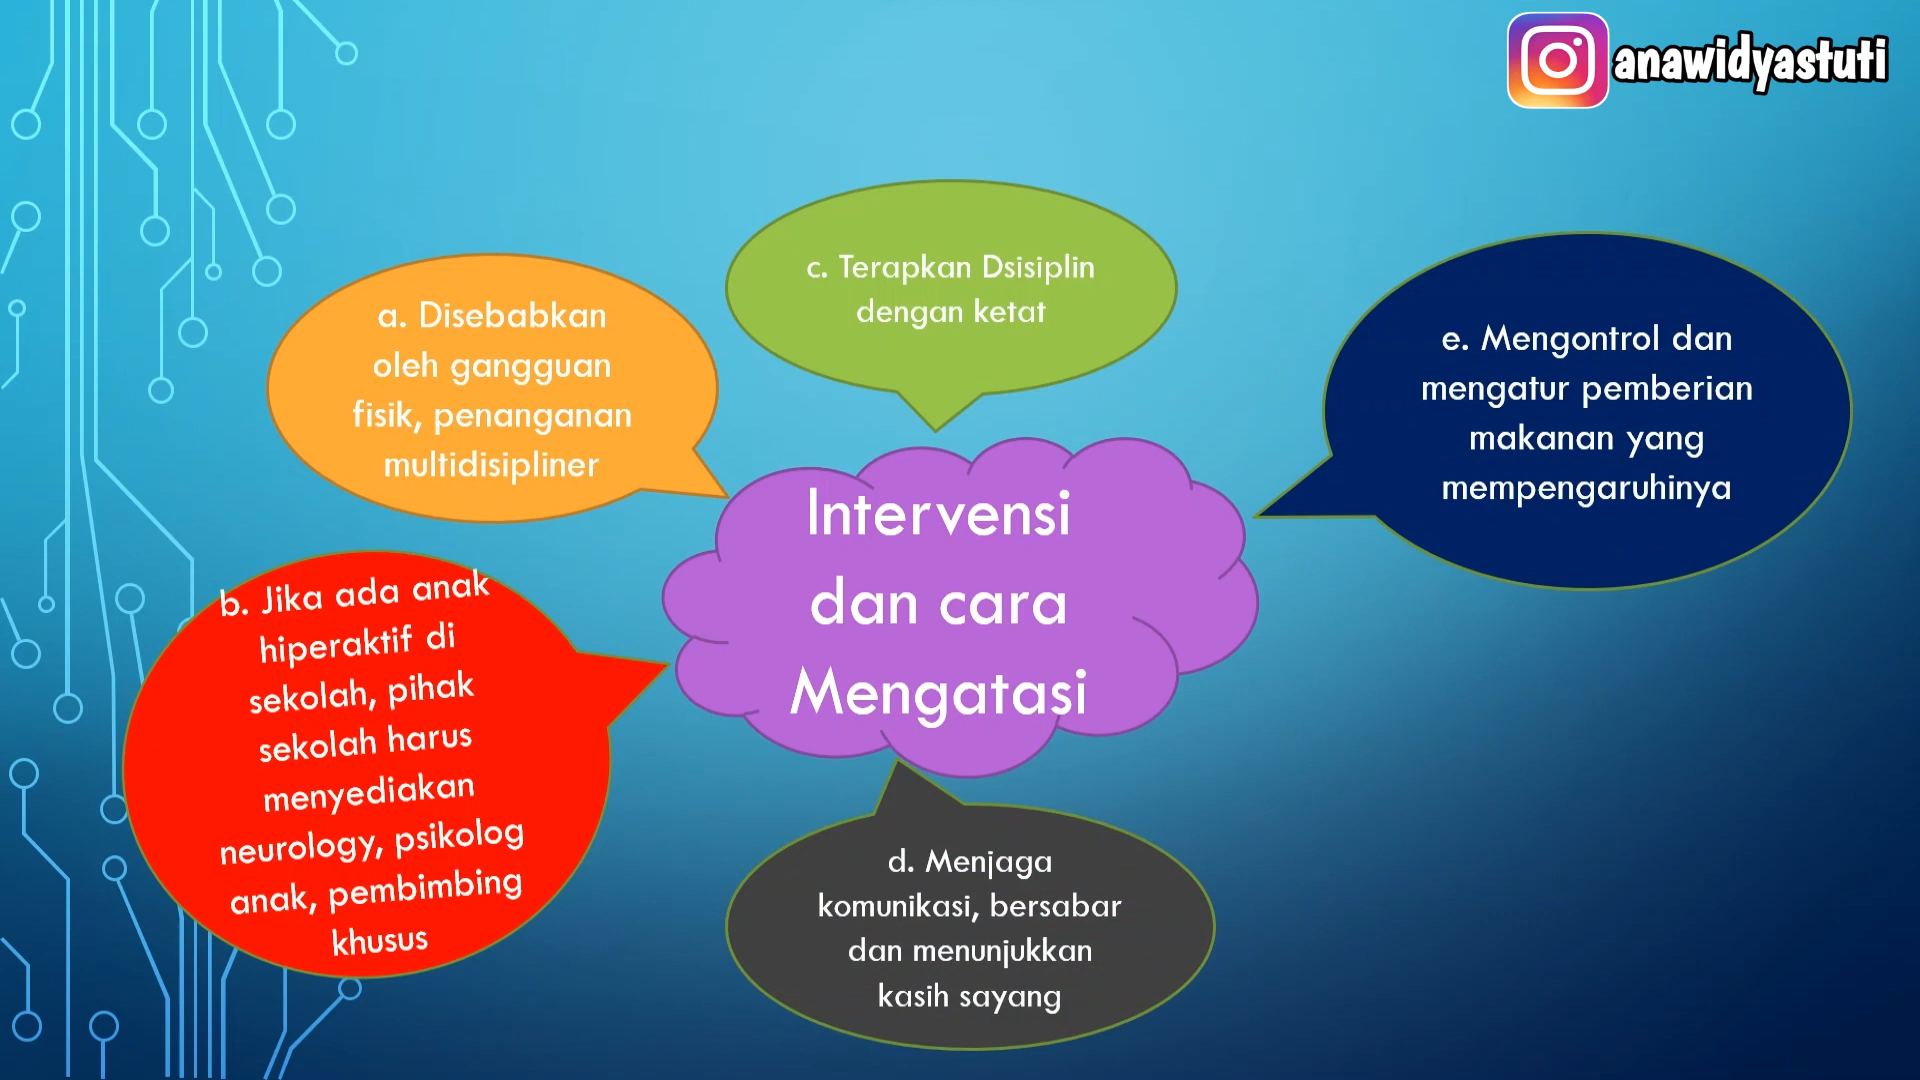 anawidyastuti
a. Disebabkan
oleh gangguan
fisik, penanganan
multidisipliner
b. Jika ada anak
hiperaktif di
sekolah, pihak
sekolah harus
menyediakan
neurology, psikolog
anak, pembimbing
khusus
c. Terapkan Dsisiplin
dengan ketat
d. Menjaga
komunikasi, bersabar
dan menunjukkan
kasih sayang
e. Mengontrol dan
mengatur pemberian
makanan yang
mempengaruhinya
Intervensi
dan cara
Mengatasi